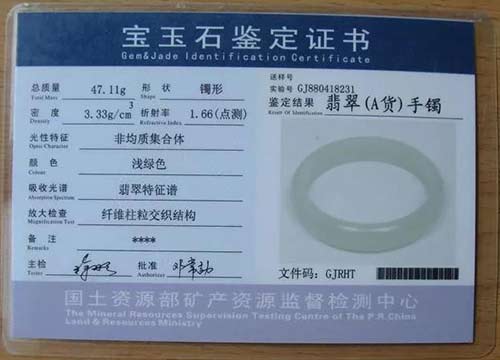 宝玉石鉴定证书
Gem&Jade Identification Certificate
总质量 47.11g 形状 镯形
Total Mass Shape
密度 3.33g/cm3 折射率 1.66(点测)
Density Refractive Index
光性特征 非均质集合体
Optic Character
颜色 浅绿色
Color
吸收光谱 翡翠特征谱
Absorption Spectrum
放大检查 纤维柱粒交织结构
Magnification Test
备注 ****
Remarks
主检 批准
Tester Authorizer
送样号
实验号 GJ880418231
鉴定结果 翡翠(A货)手镯
Result Of Identification
文件码: GJRHT
国土资源部矿产资源监督检测中心
The Mineral Resources Supervision Testing Centre of The P.R.China
Land & Resources Ministry